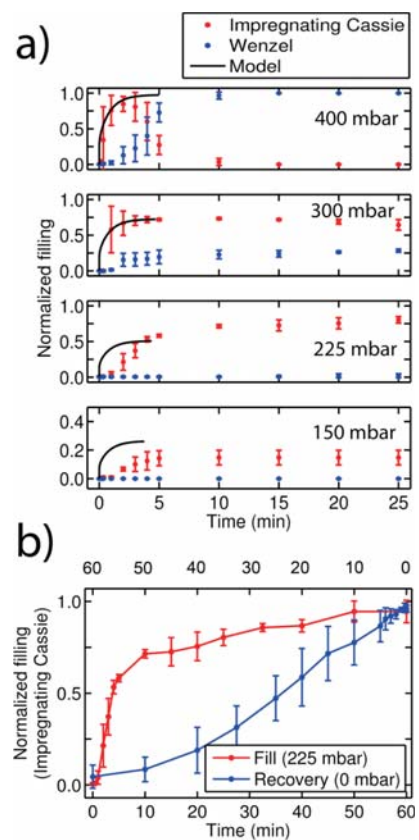 a)
Impregnating Cassie
Wenzel
Model
1.0
0.5
0.0
400 mbar
1.0
0.5
0.0
300 mbar
1.0
0.5
0.0
225 mbar
0.4
0.2
0.0
150 mbar
Normalized filling
0 5 10 15 20 25
Time (min)
b)
60 50 40 30 20 10 0
1.0
0.5
0.0
Normalized filling
(Impregnating Cassie)
Fill (225 mbar)
Recovery (0 mbar)
0 10 20 30 40 50 60
Time (min)